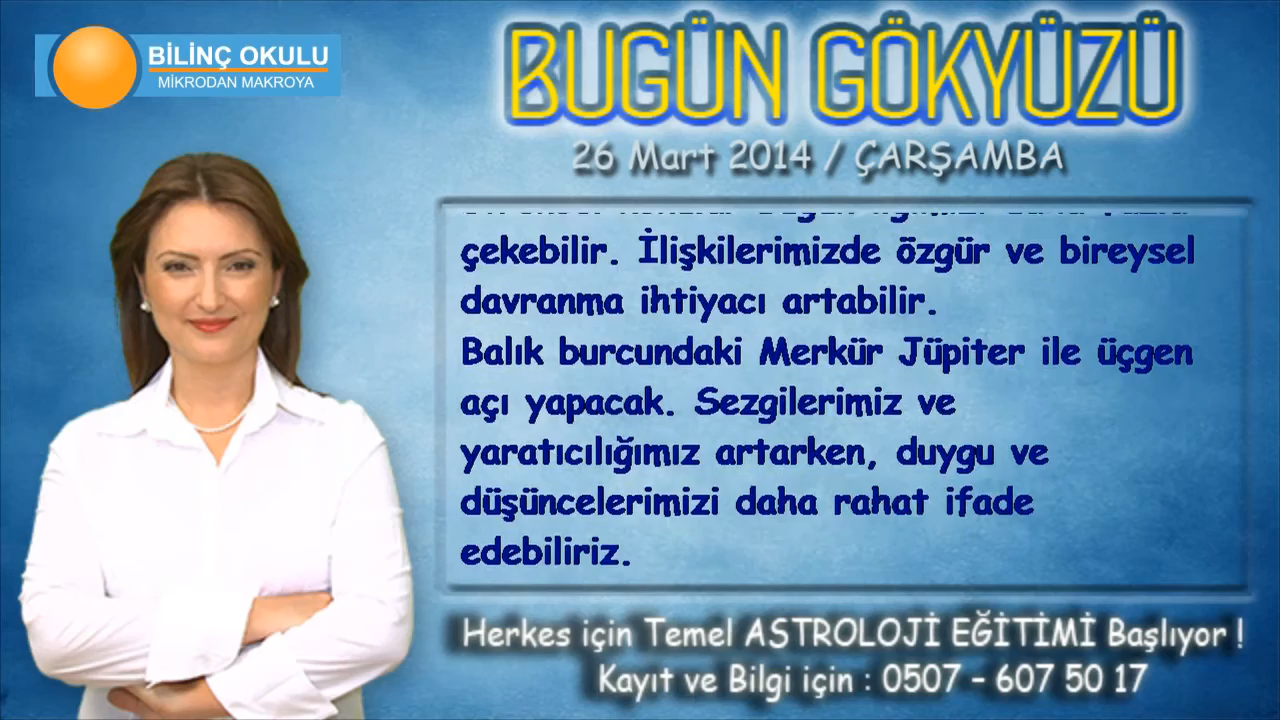 BİLİNÇ OKULU
MİKRODAN MAKROYA
BUGÜN GÖKYÜZÜ
26 Mart 2014 / ÇARŞAMBA
çekebilir. İlişkilerimizde özgür ve bireysel
davranma ihtiyacı artabilir.
Balık burcundaki Merkür Jüpiter ile üçgen
açı yapacak. Sezgilerimiz ve
yaratıcılığımız artarken, duygu ve
düşüncelerimizi daha rahat ifade
edebiliriz.
Herkes için Temel ASTROLOJİ EĞİTİMİ Başlıyor !
Kayıt ve Bilgi için : 0507 – 607 50 17